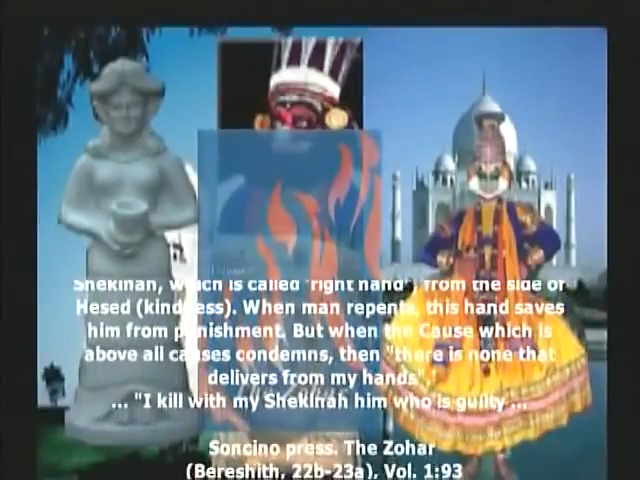 Shekinah, which is called "right hand", from the side of
Hesed (kindness). When man repents, this hand saves
him from punishment. But when the Cause which is
above all causes condemns, then "there is none that
delivers from my hands"
... "I kill with my Shekinah him who is guilty ...
Soncino press. The Zohar
(Bereshith, 22b-23a), Vol. 1:93